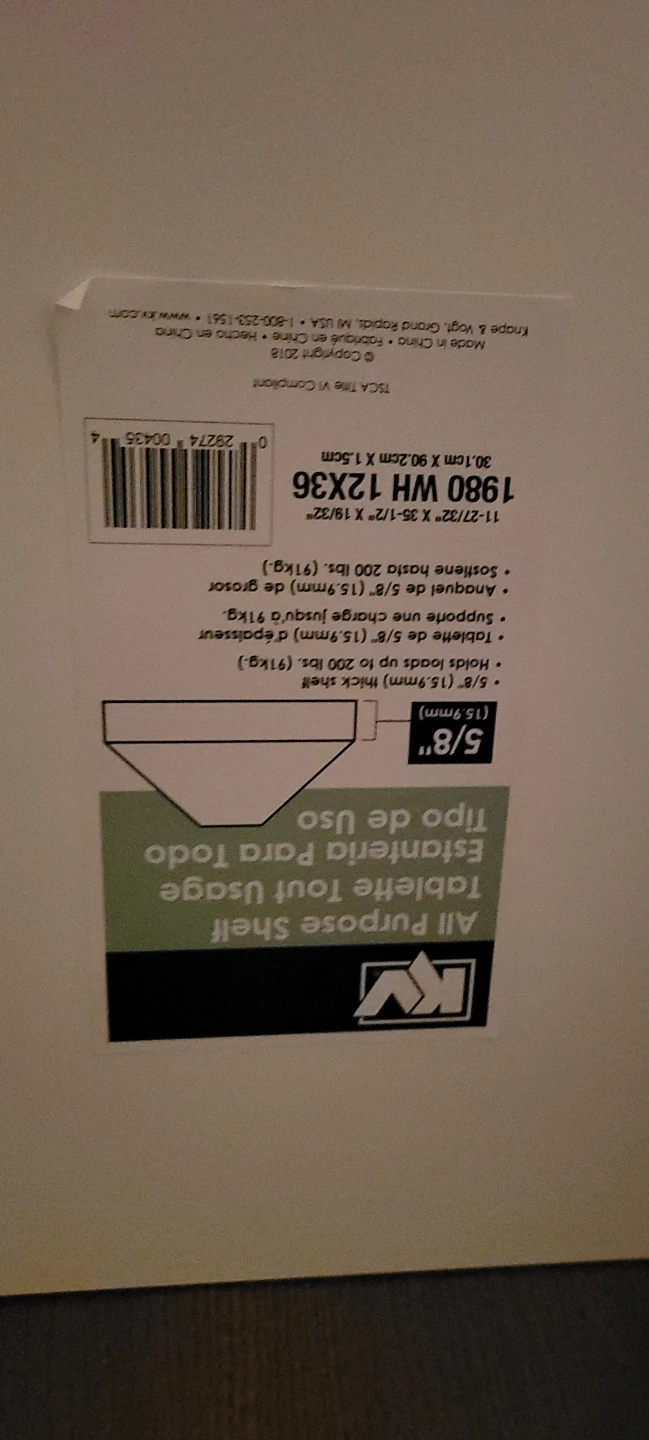 KV
All Purpose Shelf
Tablette Tout Usage
Estanteria Para Todo
Tipo de Uso
5/8"
(15.9mm)
• 5/8" (15.9mm) thick shelf
• Holds loads up to 200 lbs. (91kg.)
• Tablette de 5/8" (15.9mm) d'épaisseur
• Supporte une charge jusqu'à 91kg.
• Anaquel de 5/8" (15.9mm) de grosor
• Sostiene hasta 200 lbs. (91kg.)
11-27/32" X 35-1/2" X 19/32"
1980 WH 12X36
30.1cm X 90.2cm X 1.5cm
0 29274 00435 4
TSCA Title VI Compliant
© Copyright 2018
Made in China • Fabriqué en Chine • Hecho en China
Knape & Vogt, Grand Rapids, MI USA • 1-800-253-1561 • www.kv.com